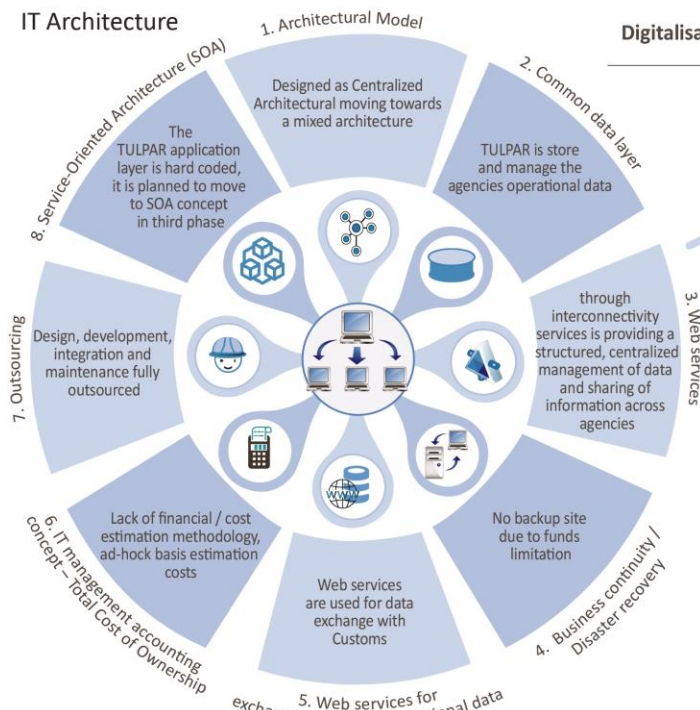 IT Architecture
Digitalisa
1. Architectural Model
Designed as Centralized
Architectural moving towards
a mixed architecture
2. Common data layer
TULPAR is store
and manage the
agencies operational data
3. Web services
through
interconnectivity
services is providing a
structured, centralized
management of data
and sharing of
information across
agencies
4. Business continuity /
Disaster recovery
No backup site
due to funds
limitation
5. Web services for
exchan
onal data
Web services
are used for data
exchange with
Customs
WWW
6. IT management accounting
concept – Total Cost of Ownership
Lack of financial / cost
estimation methodology,
ad-hock basis estimation
costs
7. Outsourcing
Design, development,
integration and
maintenance fully
outsourced
8. Service-Oriented Architecture (SOA)
The
TULPAR application
layer is hard coded,
it is planned to move
to SOA concept
in third phase